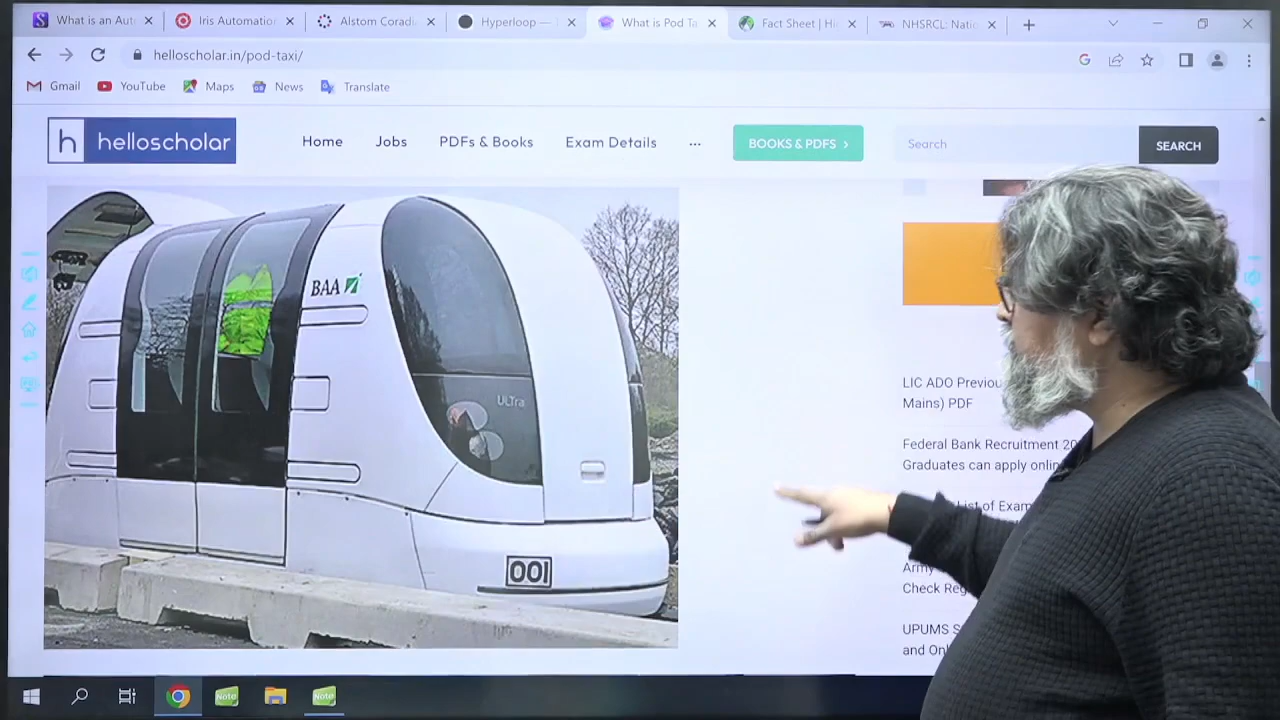 What is an Aut
Iris Automatio
Alstom Coradi
Hyperloop —
What is Pod Ta
Fact Sheet | Hi
NHSRCL: Natio
helloscholar.in/pod-taxi/
Gmail
YouTube
Maps
News
Translate
h helloscholar
Home
Jobs
PDFs & Books
Exam Details
...
BOOKS & PDFS >
Search
SEARCH
BAA
ULTra
001
LIC ADO Previou
Mains) PDF
Federal Bank Recruitment 20
Graduates can apply onlin
List of Exam
Army
Check Reg
UPUMS S
and Onl
Note
Note